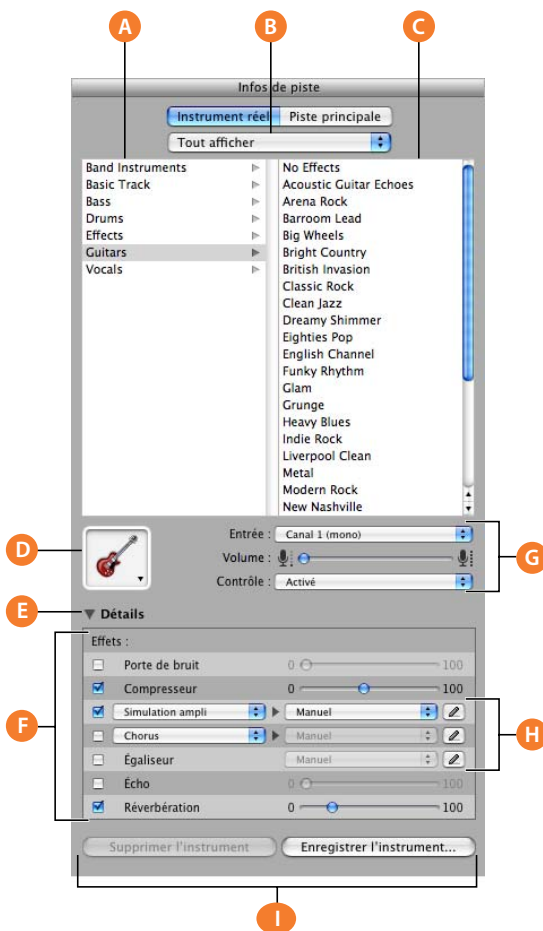 A B C
Infos de piste
Instrument réel Piste principale
Tout afficher
Band Instruments
Basic Track
Bass
Drums
Effects
Guitars
Vocals
No Effects
Acoustic Guitar Echoes
Arena Rock
Barroom Lead
Big Wheels
Bright Country
British Invasion
Classic Rock
Clean Jazz
Dreamy Shimmer
Eighties Pop
English Channel
Funky Rhythm
Glam
Grunge
Heavy Blues
Indie Rock
Liverpool Clean
Metal
Modern Rock
New Nashville
D
Entrée : Canal 1 (mono)
Volume :
Contrôle : Activé
G
E
Détails
F
Effets :
Porte de bruit 0 100
Compresseur 0 100
Simulation ampli Manuel
Chorus Manuel
Égaliseur Manuel
Écho 0 100
Réverbération 0 100
H
Supprimer l'instrument Enregistrer l'instrument...
I